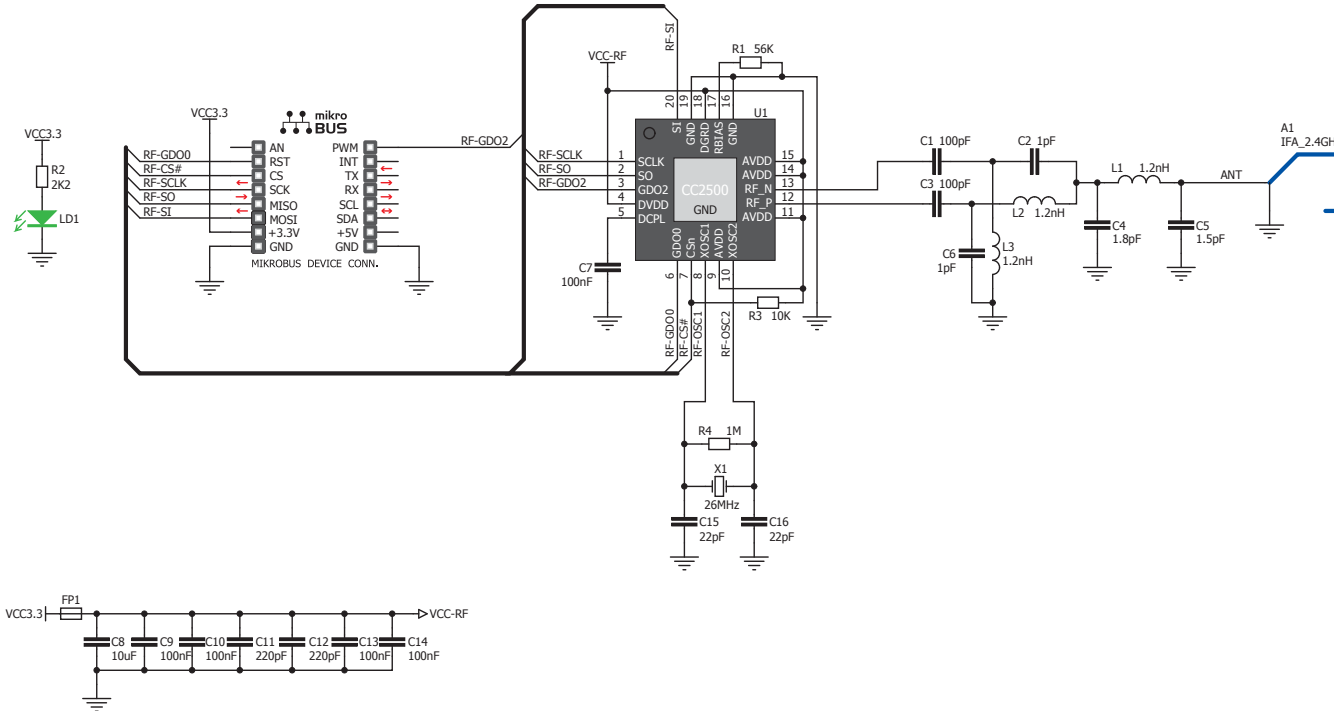 VCC3.3
R2
2K2
LD1
VCC3.3
mikro
BUS
RF-GDO0
RF-CS#
RF-SCLK
RF-SO
RF-SI
AN
RST
CS
SCK
MISO
MOSI
+3.3V
GND
PWM
INT
TX
RX
SCL
SDA
+5V
GND
MIKROBUS DEVICE CONN.
RF-GDO2
RF-SI
VCC-RF
R1 56K
20
19
18
17
16
U1
SI
GND
DGRD
RBIAS
GND
RF-SCLK 1 SCLK
RF-SO 2 SO
RF-GDO2 3 GDO2
4 DVDD
5 DCPL
CC2500
GND
AVDD 15
AVDD 14
RF_N 13
RF_P 12
AVDD 11
GDO0
CSn
XOSC1
AVDD
XOSC2
6
7
8
9
10
C7
100nF
RF-GDO0
RF-CS#
RF-OSC1
RF-OSC2
R3 10K
R4 1M
X1
26MHz
C15
22pF
C16
22pF
C1 100pF
C3 100pF
C2 1pF
L2 1.2nH
L3
1.2nH
C6
1pF
L1 1.2nH
C4
1.8pF
ANT
C5
1.5pF
A1
IFA_2.4GH
VCC3.3
FP1
VCC-RF
C8
10uF
C9
100nF
C10
100nF
C11
220pF
C12
220pF
C13
100nF
C14
100nF